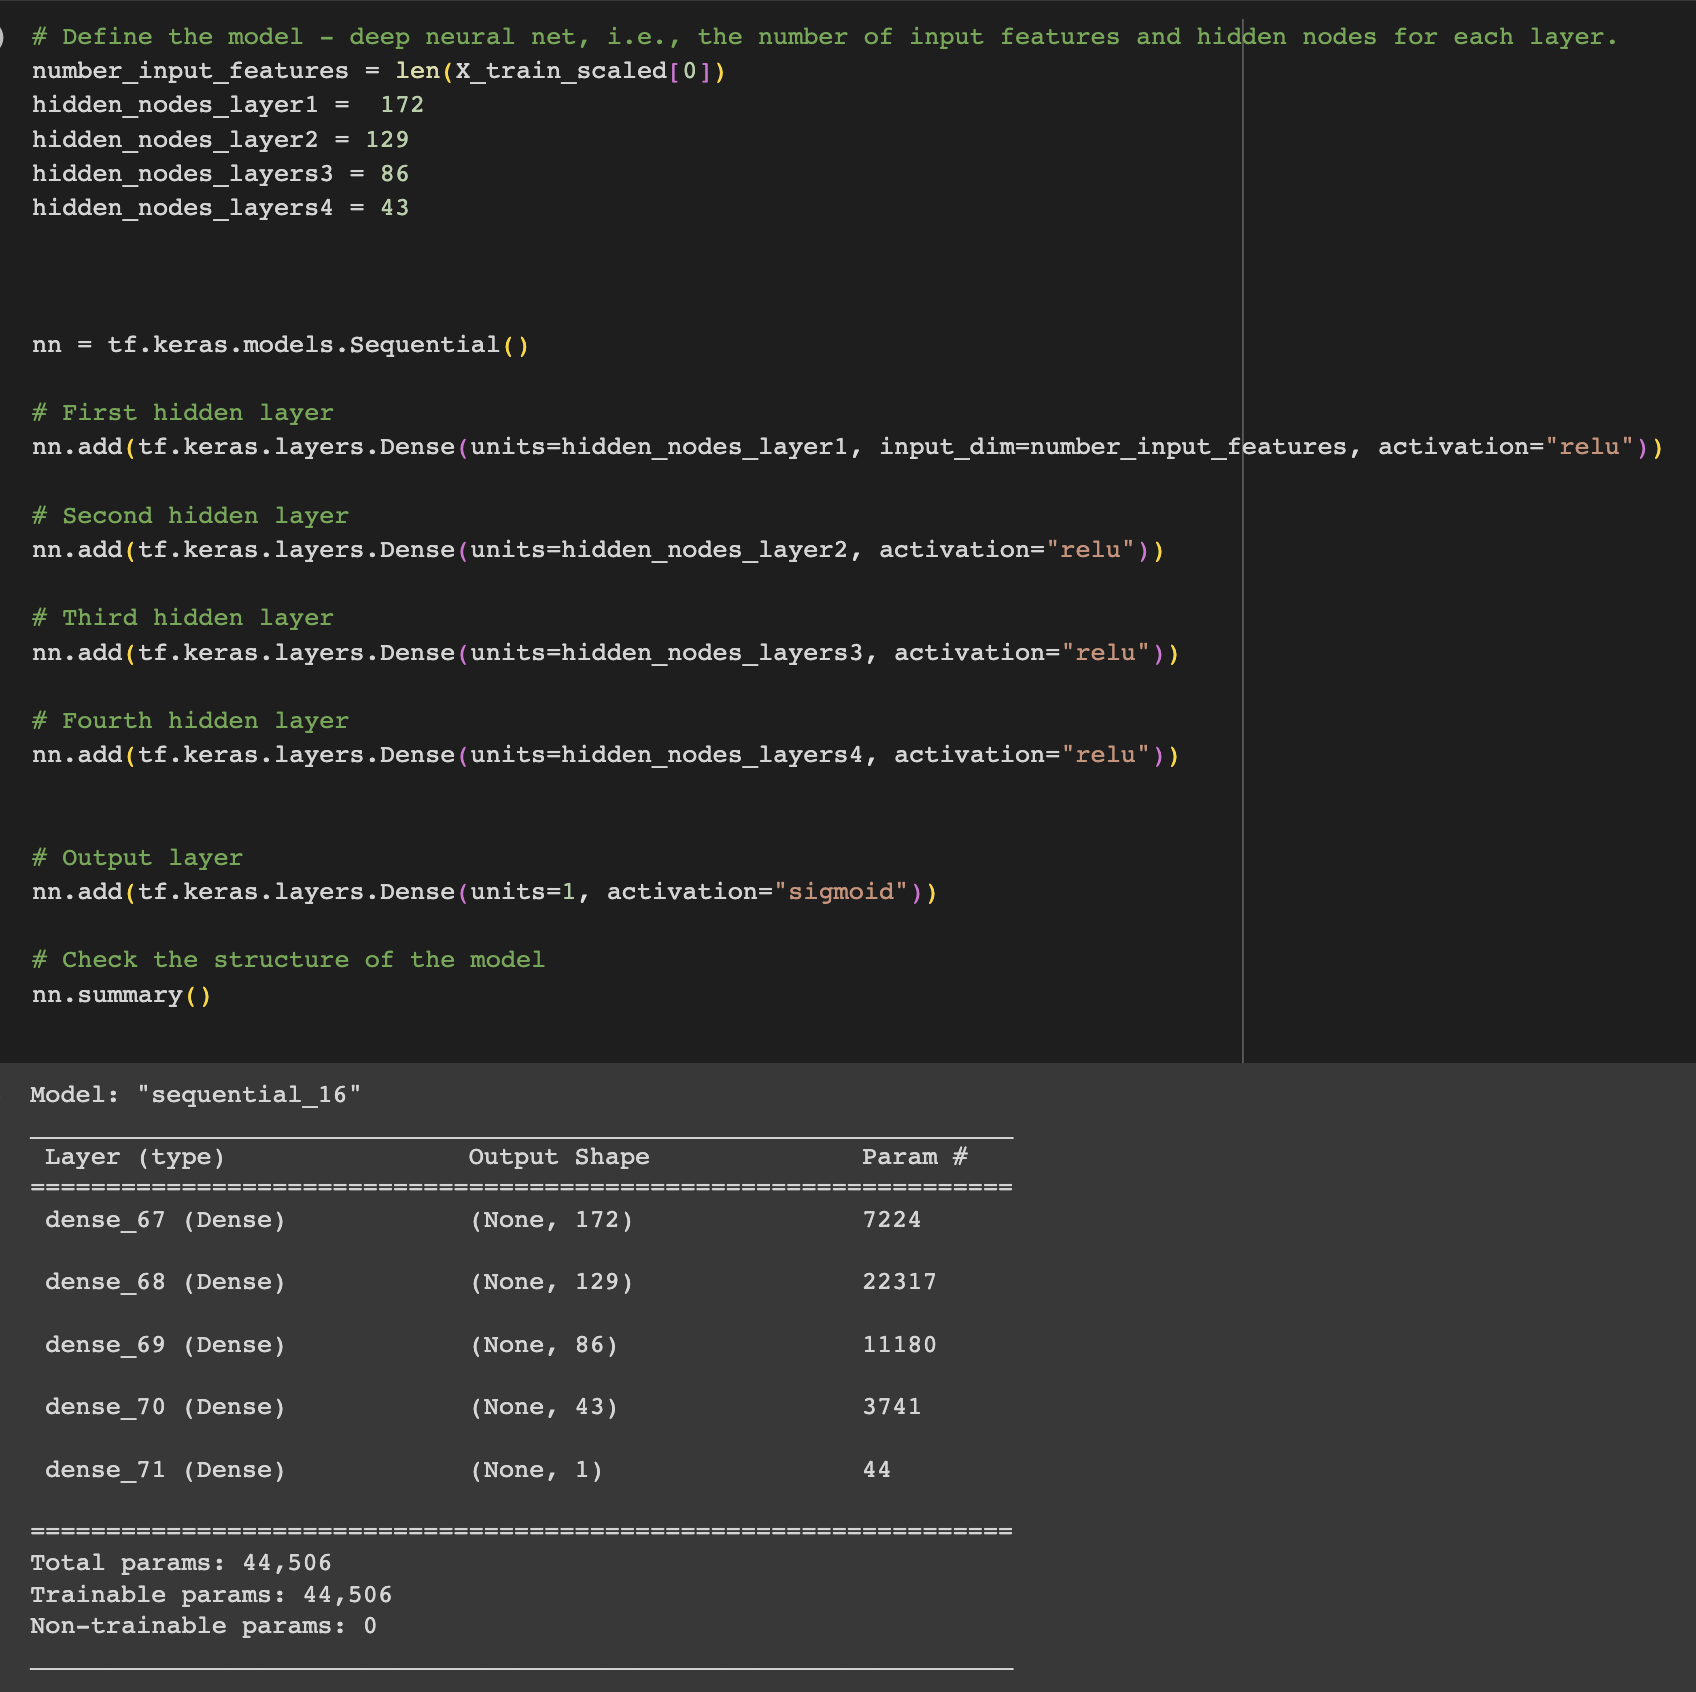 # Define the model - deep neural net, i.e., the number of input features and hidden nodes for each layer.
number_input_features = len(X_train_scaled[0])
hidden_nodes_layer1 =  172
hidden_nodes_layer2 = 129
hidden_nodes_layers3 = 86
hidden_nodes_layers4 = 43
nn = tf.keras.models.Sequential()
# First hidden layer
nn.add(tf.keras.layers.Dense(units=hidden_nodes_layer1, input_dim=number_input_features, activation="relu"))
# Second hidden layer
nn.add(tf.keras.layers.Dense(units=hidden_nodes_layer2, activation="relu"))
# Third hidden layer
nn.add(tf.keras.layers.Dense(units=hidden_nodes_layers3, activation="relu"))
# Fourth hidden layer
nn.add(tf.keras.layers.Dense(units=hidden_nodes_layers4, activation="relu"))
# Output layer
nn.add(tf.keras.layers.Dense(units=1, activation="sigmoid"))
# Check the structure of the model
nn.summary()
Model: "sequential_16"
_________________________________________________________________
Layer (type) Output Shape Param #
=================================================================
dense_67 (Dense) (None, 172) 7224
dense_68 (Dense) (None, 129) 22317
dense_69 (Dense) (None, 86) 11180
dense_70 (Dense) (None, 43) 3741
dense_71 (Dense) (None, 1) 44
=================================================================
Total params: 44,506
Trainable params: 44,506
Non-trainable params: 0
_________________________________________________________________